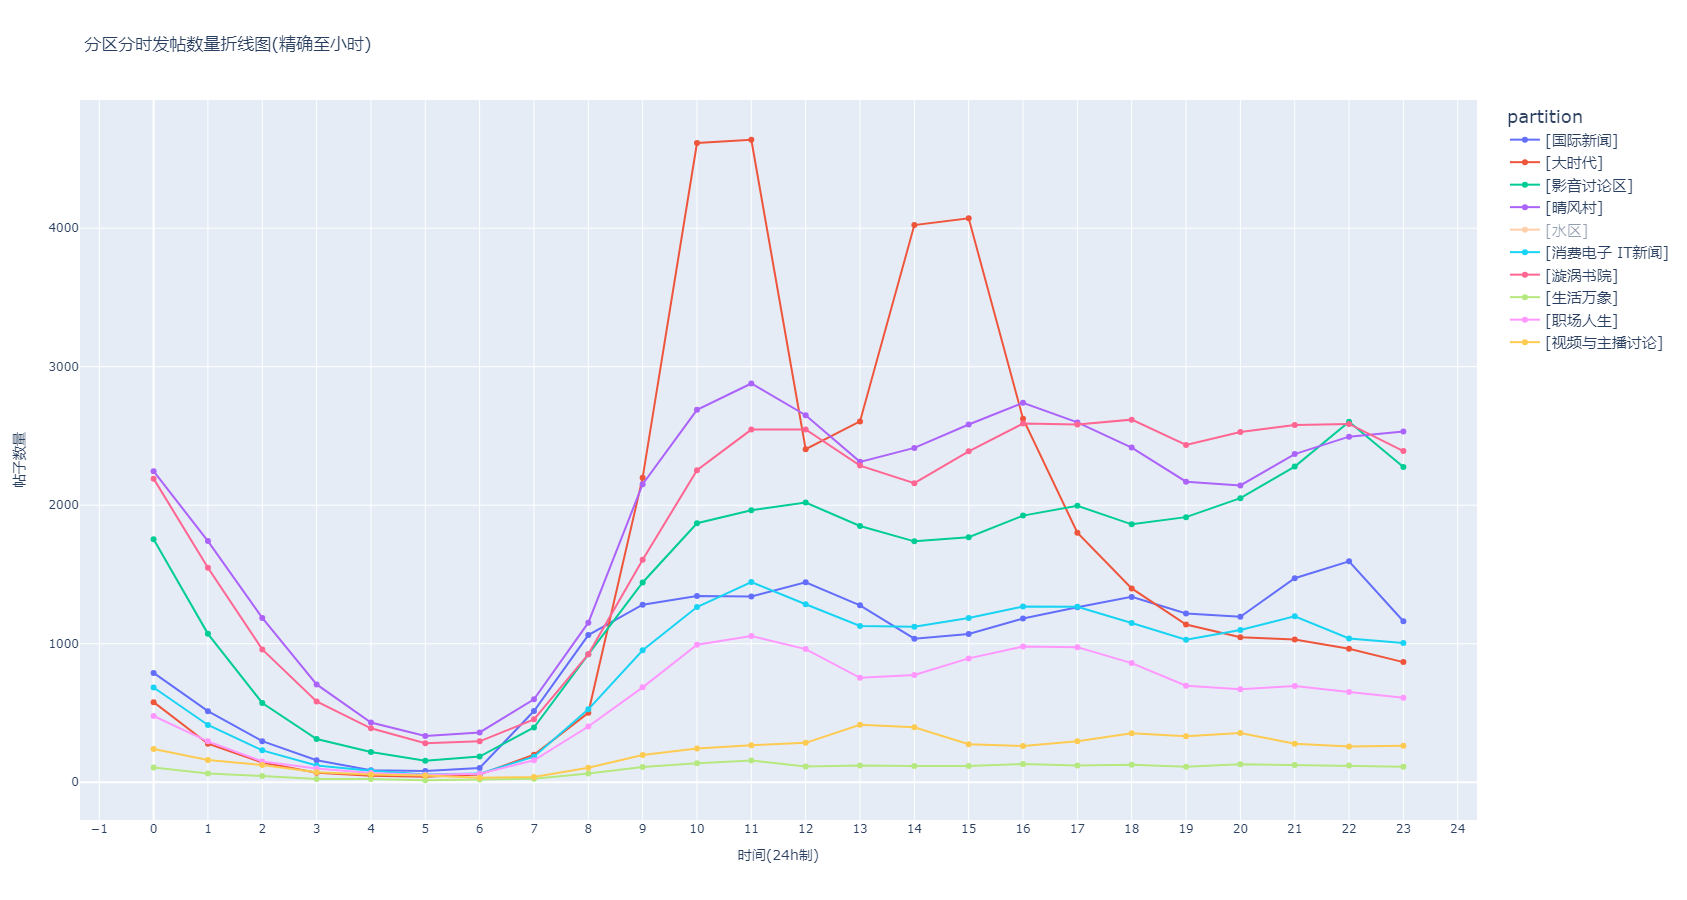 分区分时发帖数量折线图(精确至小时)
partition
[国际新闻]
[大时代]
[影音讨论区]
[晴风村]
[水区]
[消费电子 IT新闻]
[漩涡书院]
[生活万象]
[职场人生]
[视频与主播讨论]
4000
3000
2000
1000
0
帖子数量
−1 0 1 2 3 4 5 6 7 8 9 10 11 12 13 14 15 16 17 18 19 20 21 22 23 24
时间(24h制)